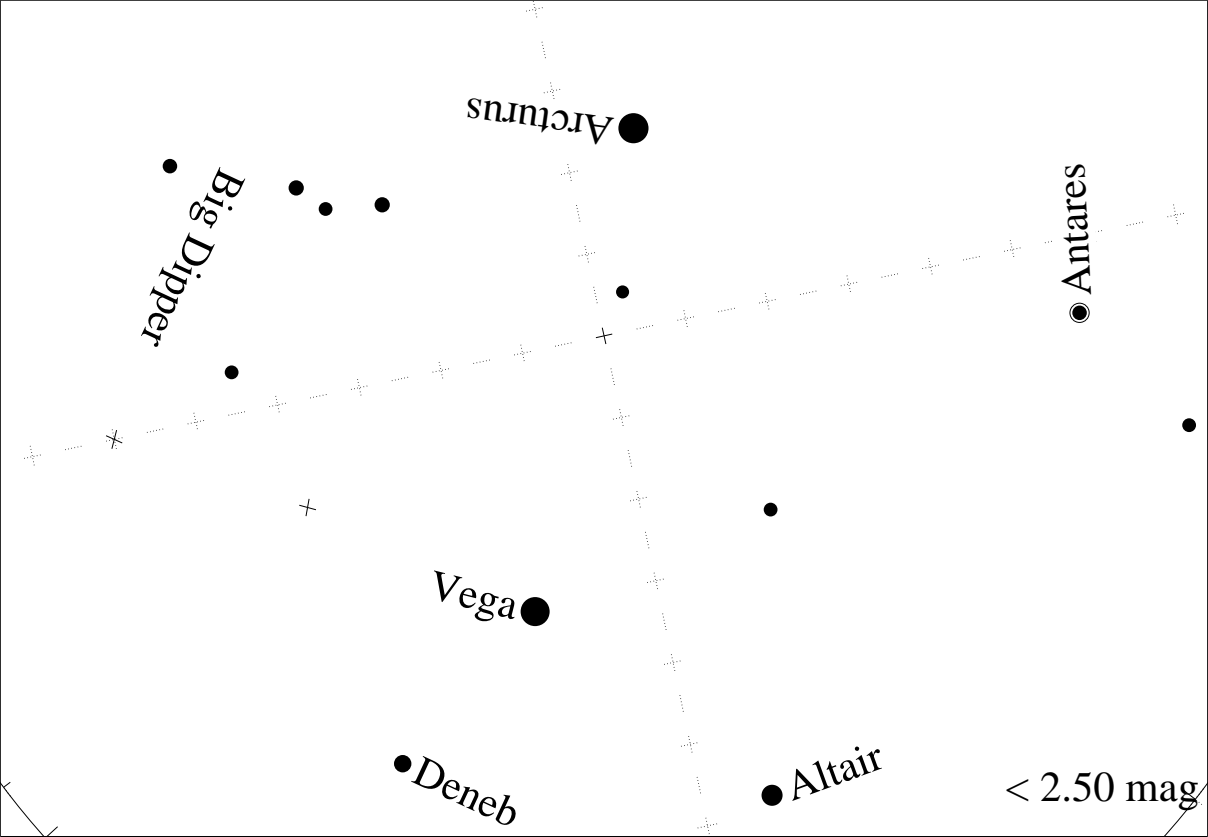 Arcturus
Big Dipper
Antares
Vega
Deneb
Altair
< 2.50 mag